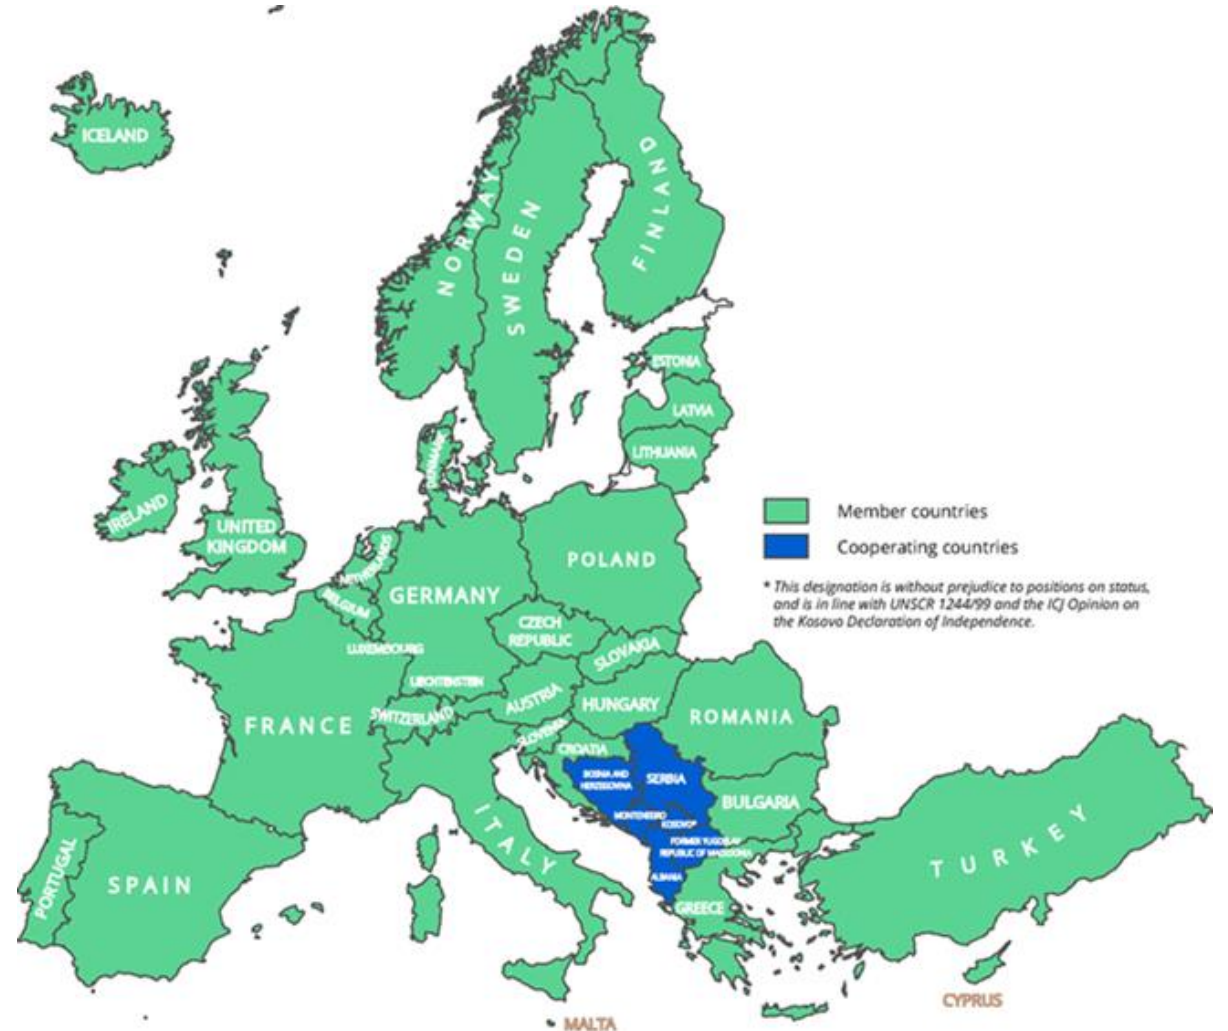 ICELAND
NORWAY
SWEDEN
FINLAND
ESTONIA
LATVIA
LITHUANIA
DENMARK
IRELAND
UNITED
KINGDOM
NETHERLANDS
BELGIUM
GERMANY
POLAND
Member countries
Cooperating countries
* This designation is without prejudice to positions on status,
and is in line with UNSCR 1244/99 and the ICJ Opinion on
the Kosovo Declaration of Independence.
LUXEMBOURG
CZECH
REPUBLIC
SLOVAKIA
LIECHTENSTEIN
AUSTRIA
HUNGARY
SWITZERLAND
FRANCE
SLOVENIA
CROATIA
ROMANIA
BOSNIA AND
HERZEGOVINA
SERBIA
BULGARIA
MONTENEGRO
KOSOVO*
FORMER YUGOSLAV
REPUBLIC OF MACEDONIA
ALBANIA
ITALY
PORTUGAL
SPAIN
GREECE
TURKEY
CYPRUS
MALTA